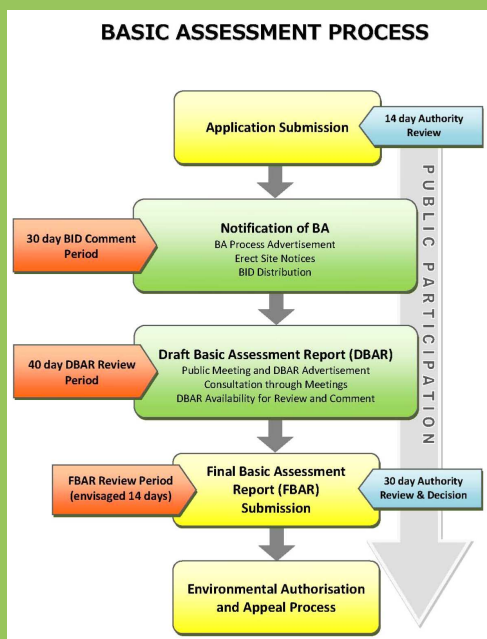 BASIC ASSESSMENT PROCESS
Application Submission
14 day Authority
Review
30 day BID Comment
Period
Notification of BA
BA Process Advertisement
Erect Site Notices
BID Distribution
40 day DBAR Review
Period
Draft Basic Assessment Report (DBAR)
Public Meeting and DBAR Advertisement
Consultation through Meetings
DBAR Availability for Review and Comment
FBAR Review Period
(envisaged 14 days)
Final Basic Assessment
Report (FBAR)
Submission
30 day Authority
Review & Decision
Environmental Authorisation
and Appeal Process
PUBLIC PARTICIPATION